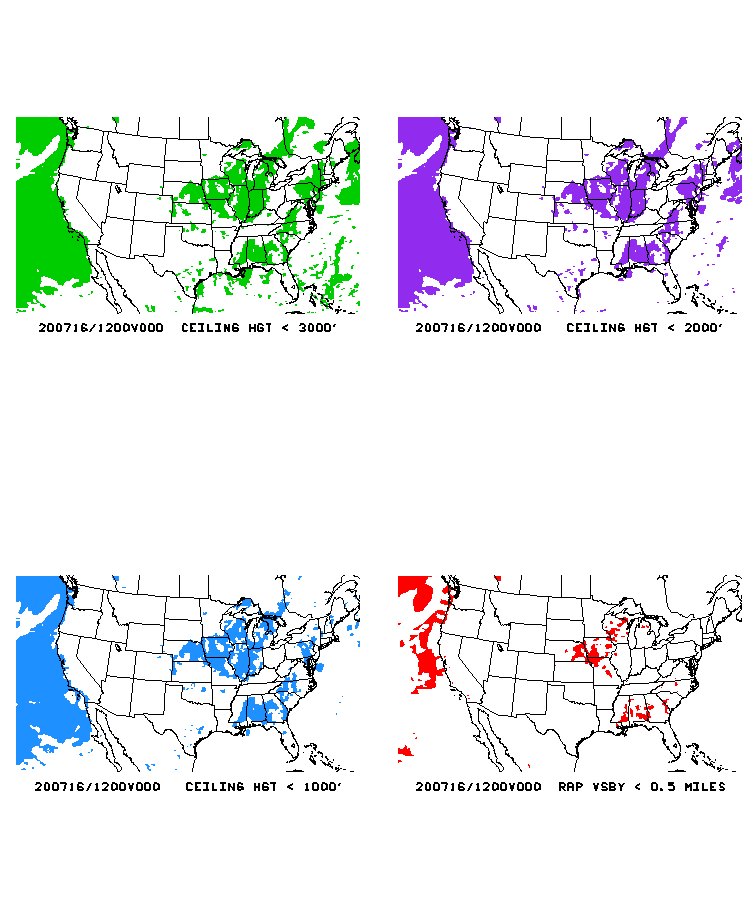 200716/1200V000 CEILING HGT < 3000'
200716/1200V000 CEILING HGT < 2000'
200716/1200V000 CEILING HGT < 1000'
200716/1200V000 RAP VSBY < 0.5 MILES